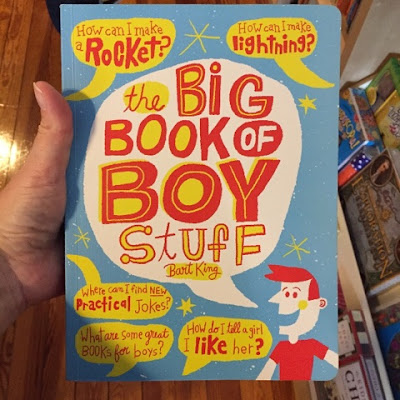 How can I make
a Rocket?
How can I make
lightning?
the BIG
BOOK OF
BOY
StuFF
Bart King
Where can I find NEW
Practical Jokes?
What are some great
BOOKS for boys?
How do I tell a girl
I like her?